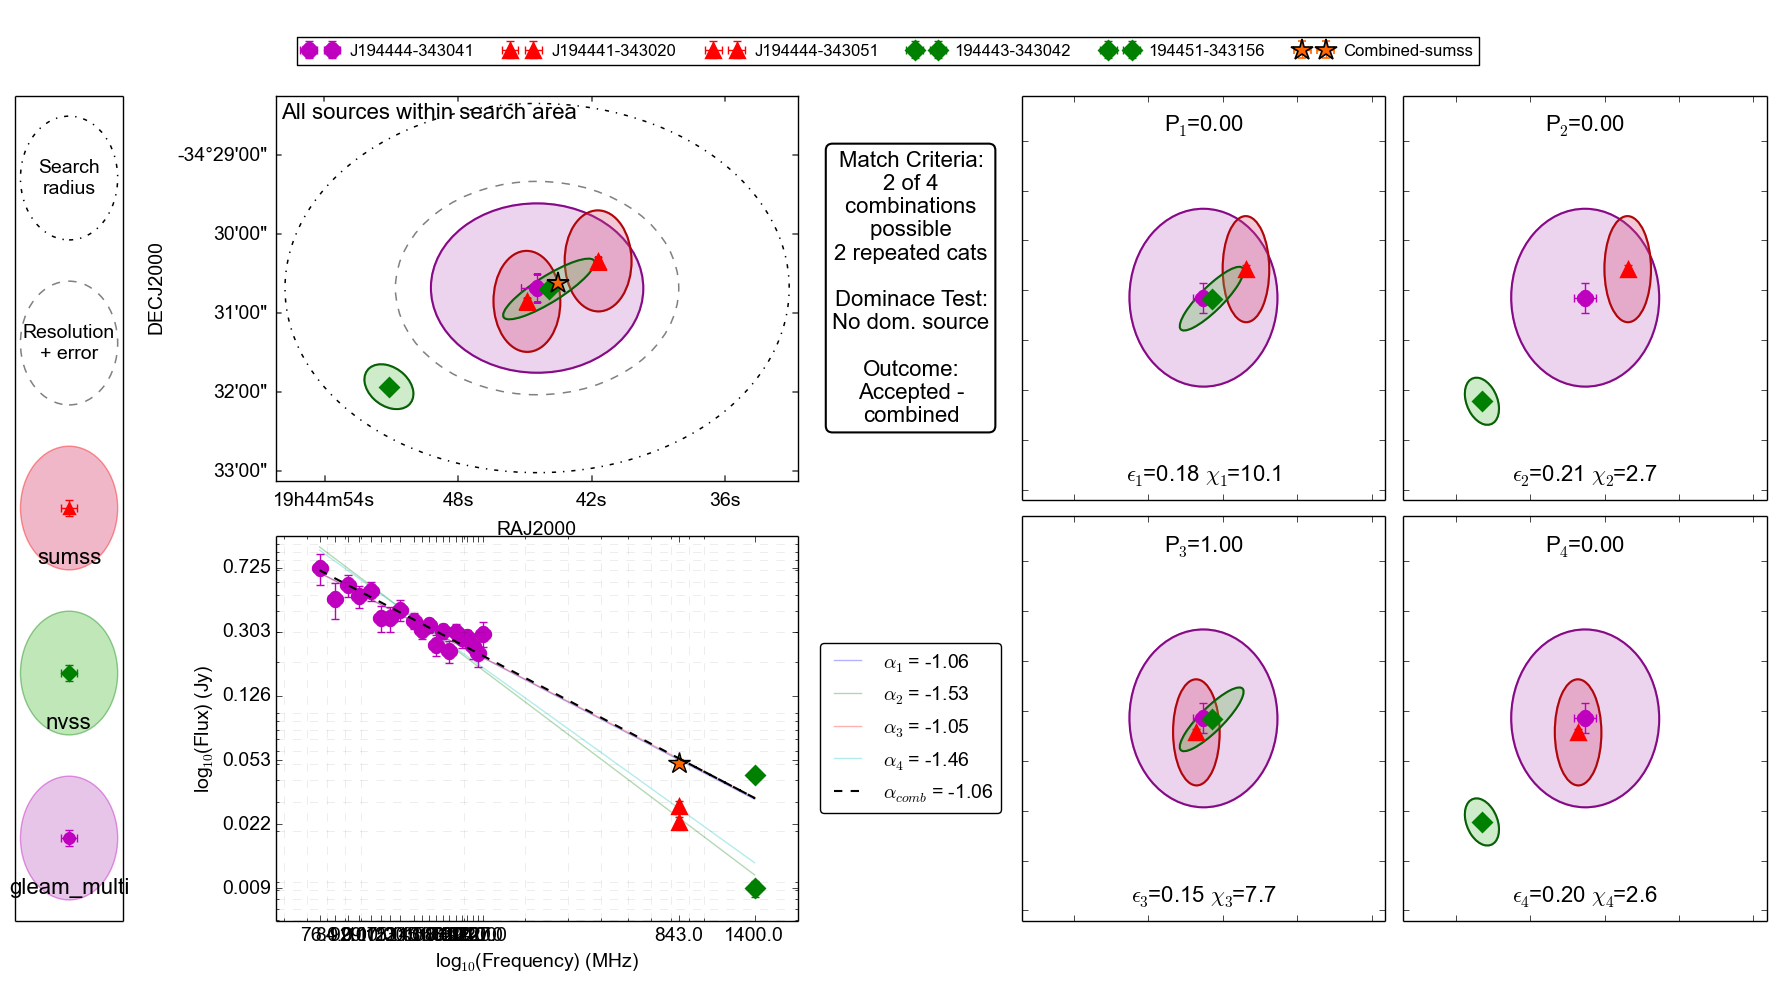 J194444-343041 J194441-343020 J194444-343051 194443-343042 194451-343156 Combined-sumss
Search
radius
Resolution
+ error
sumss
nvss
gleam_multi
All sources within search area
DECJ2000
-34°29'00"
30'00"
31'00"
32'00"
33'00"
19h44m54s 48s 42s 36s
RAJ2000
Match Criteria:
2 of 4
combinations
possible
2 repeated cats
Dominace Test:
No dom. source
Outcome:
Accepted -
combined
P1=0.00
ϵ1=0.18 χ1=10.1
P2=0.00
ϵ2=0.21 χ2=2.7
P3=1.00
ϵ3=0.15 χ3=7.7
P4=0.00
ϵ4=0.20 χ4=2.6
log10(Flux) (Jy)
0.725
0.303
0.126
0.053
0.022
0.009
843.0 1400.0
log10(Frequency) (MHz)
α1 = -1.06
α2 = -1.53
α3 = -1.05
α4 = -1.46
αcomb = -1.06